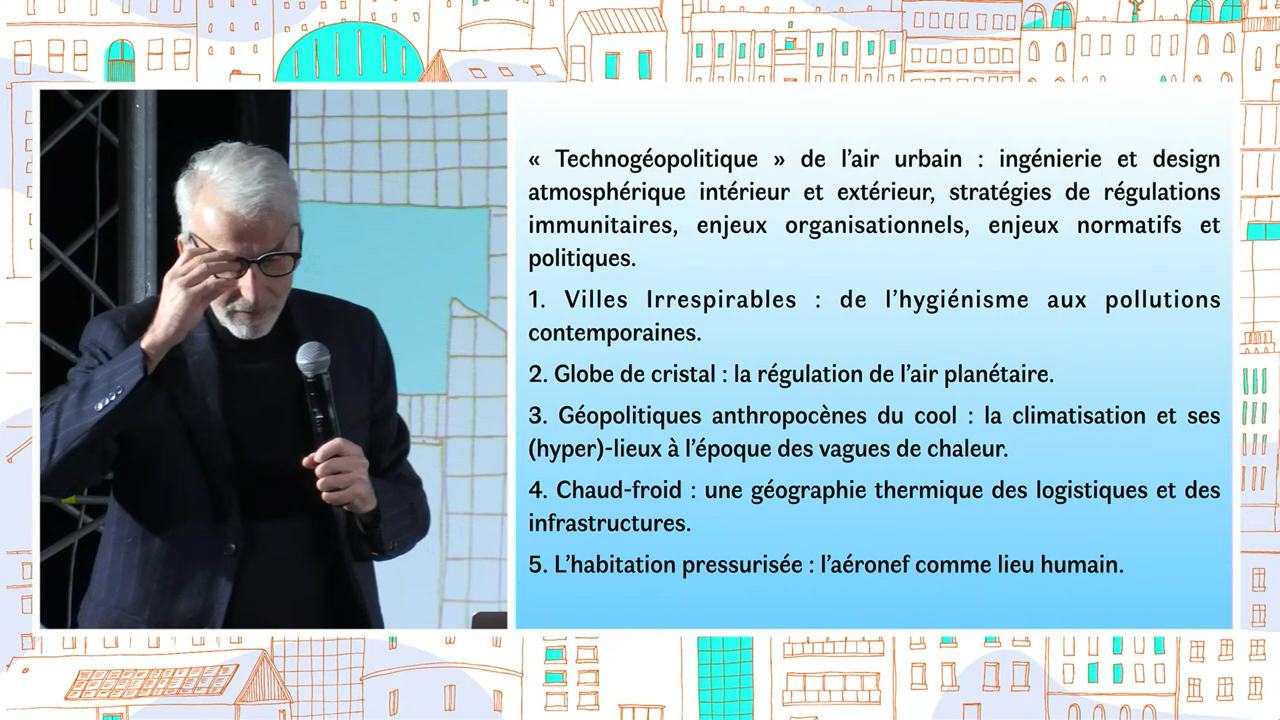 « Technogéopolitique » de l’air urbain : ingénierie et design
atmosphérique intérieur et extérieur, stratégies de régulations
immunitaires, enjeux organisationnels, enjeux normatifs et
politiques.
1. Villes Irrespirables : de l’hygiénisme aux pollutions
contemporaines.
2. Globe de cristal : la régulation de l’air planétaire.
3. Géopolitiques anthropocènes du cool : la climatisation et ses
(hyper)-lieux à l’époque des vagues de chaleur.
4. Chaud-froid : une géographie thermique des logistiques et des
infrastructures.
5. L’habitation pressurisée : l’aéronef comme lieu humain.